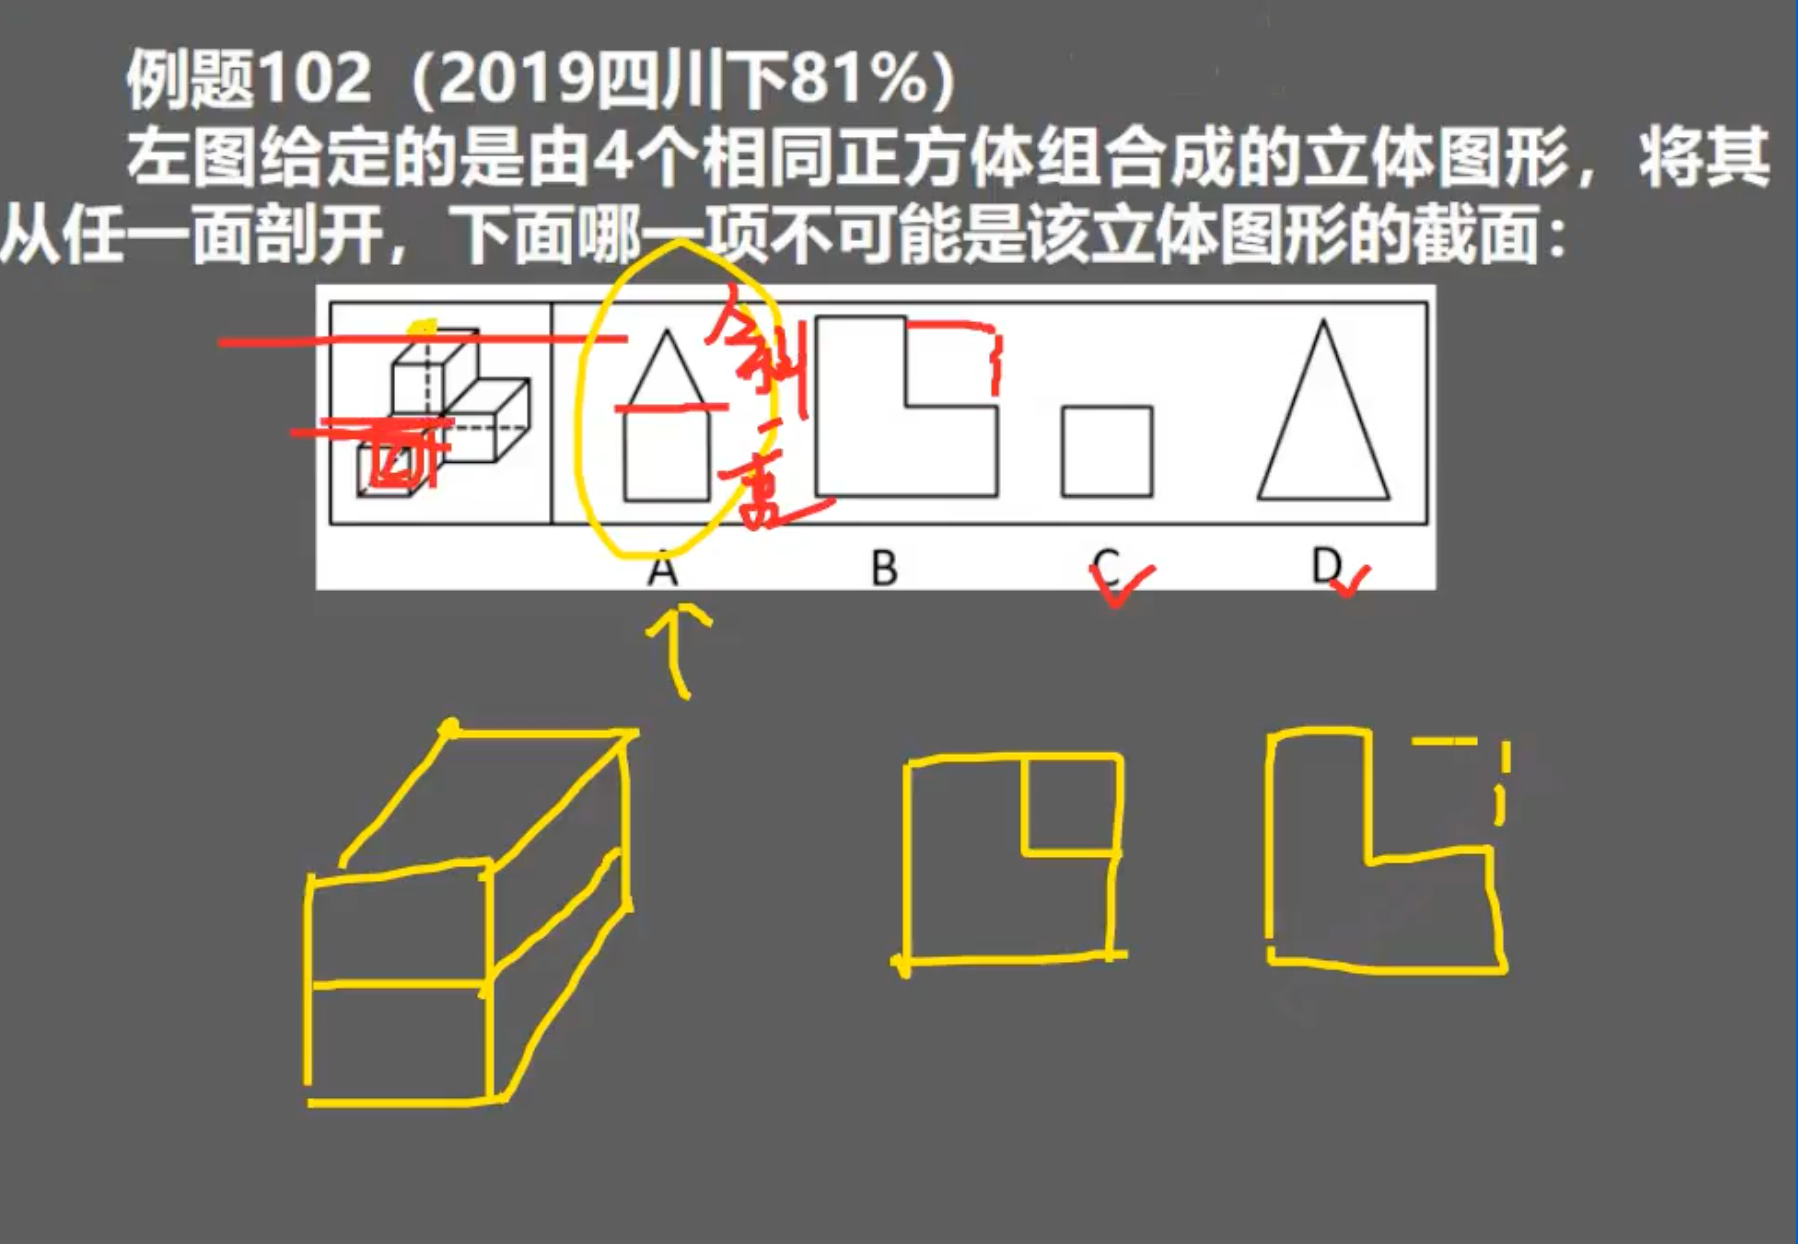 例题102（2019四川下81%）
左图给定的是由4个相同正方体组合成的立体图形，将其
从任一面剖开，下面哪一项不可能是该立体图形的截面：
A B C D